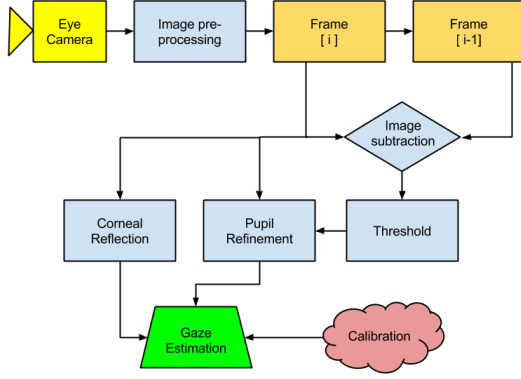 Eye
Camera
Image pre-
processing
Frame
[ i ]
Frame
[ i-1]
Image
subtraction
Corneal
Reflection
Pupil
Refinement
Threshold
Gaze
Estimation
Calibration